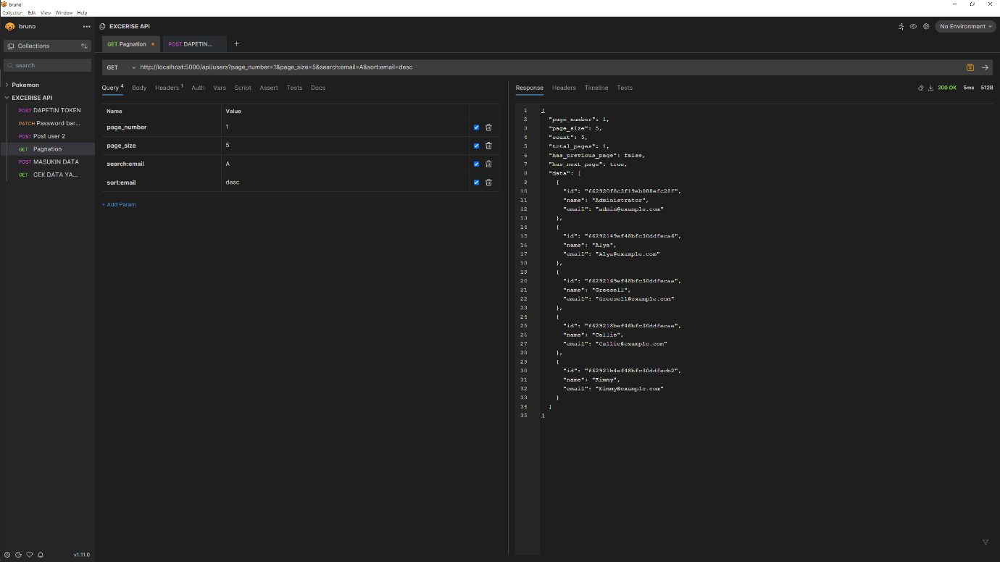 bruno
Collection Edit View Window Help
bruno
EXCERISE API
No Environment
Collections
GET Pagnation
POST DAPETIN...
+
search
GET
http://localhost:5000/api/users?page_number=1&page_size=5&search:email=A&sort:email=desc
Pokemon
EXCERISE API
POST DAPETIN TOKEN
PATCH Password bar...
POST Post user 2
GET Pagnation
POST MASUKIN DATA
GET CEK DATA YA...
Query 4 Body Headers 1 Auth Vars Script Assert Tests Docs
Name Value
page_number 1
page_size 5
search:email A
sort:email desc
+ Add Param
Response Headers Timeline Tests
200 OK 5ms 512B
1 {
2 "page_number": 1,
3 "page_size": 5,
4 "count": 5,
5 "total_pages": 1,
6 "has_previous_page": false,
7 "has_next_page": true,
8 "data": [
9 {
10 "id": "662920f8c3f19eb088efc28f",
11 "name": "Administrator",
12 "email": "admin@example.com"
13 },
14 {
15 "id": "66292149ef48bfc30ddfeca6",
16 "name": "Alya",
17 "email": "Alya@example.com"
18 },
19 {
20 "id": "66292169ef48bfc30ddfecaa",
21 "name": "Greesell",
22 "email": "Greesell@example.com"
23 },
24 {
25 "id": "6629218bef48bfc30ddfecae",
26 "name": "Callie",
27 "email": "Callie@example.com"
28 },
29 {
30 "id": "662921b4ef48bfc30ddfecb2",
31 "name": "Kimmy",
32 "email": "Kimmy@example.com"
33 }
34 ]
35 }
v1.11.0